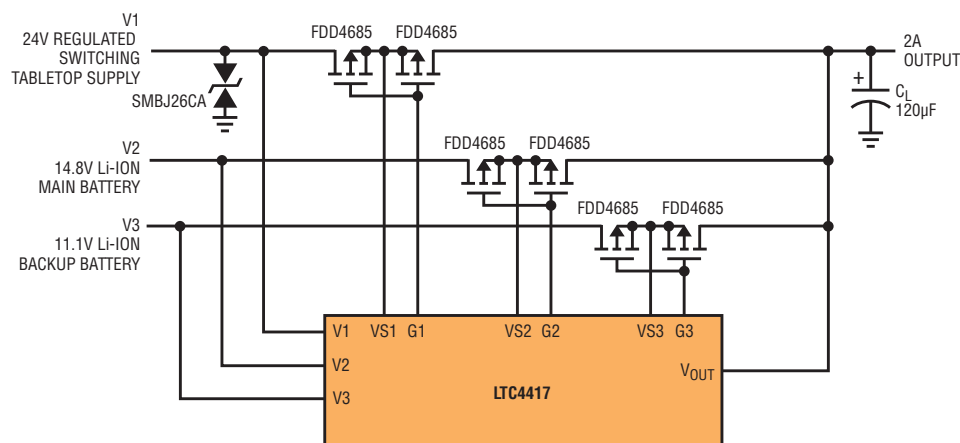 V1
24V REGULATED
SWITCHING
TABLETOP SUPPLY
SMBJ26CA
FDD4685 FDD4685
2A
OUTPUT
+
CL
120µF
V2
14.8V Li-ION
MAIN BATTERY
FDD4685 FDD4685
V3
11.1V Li-ION
BACKUP BATTERY
FDD4685 FDD4685
V1 VS1 G1 VS2 G2 VS3 G3
V2
V3
VOUT
LTC4417